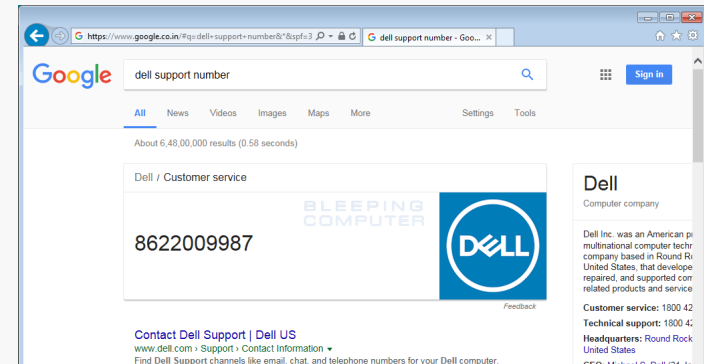 https://www.google.co.in/#q=dell+support+number&*&spf=3
dell support number - Goo...
Google
dell support number
Sign in
All News Videos Images Maps More Settings Tools
About 6,48,00,000 results (0.58 seconds)
Dell / Customer service
BLEEPING
COMPUTER
8622009987
DELL
Feedback
Contact Dell Support | Dell US
www.dell.com › Support › Contact Information
Find Dell Support channels like email, chat, and telephone numbers for your Dell computer.
Dell
Computer company
Dell Inc. was an American
multinational computer
company based in Round
United States, that
repaired, and supported
related products and
Customer service: 1800 42
Technical support: 1800 42
Headquarters: Round Rock
United States